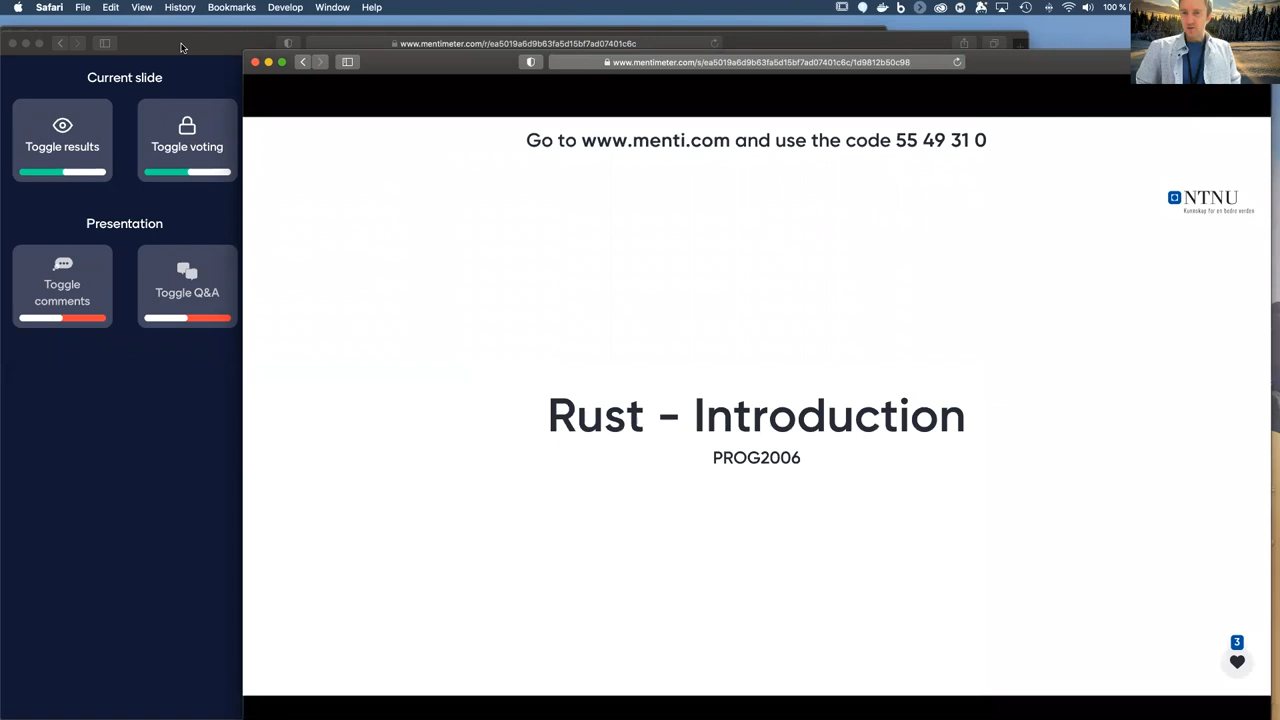 Safari File Edit View History Bookmarks Develop Window Help
100 %
www.mentimeter.com/r/ea5019a6d9b63fa5d15bf7ad07401c6c
www.mentimeter.com/s/ea5019a6d9b63fa5d15bf7ad07401c6c/1d9812b50c98
Current slide
Toggle results
Toggle voting
Presentation
Toggle
comments
Toggle Q&A
Go to www.menti.com and use the code 55 49 31 0
NTNU
Kunnskap for en bedre verden
Rust - Introduction
PROG2006
3